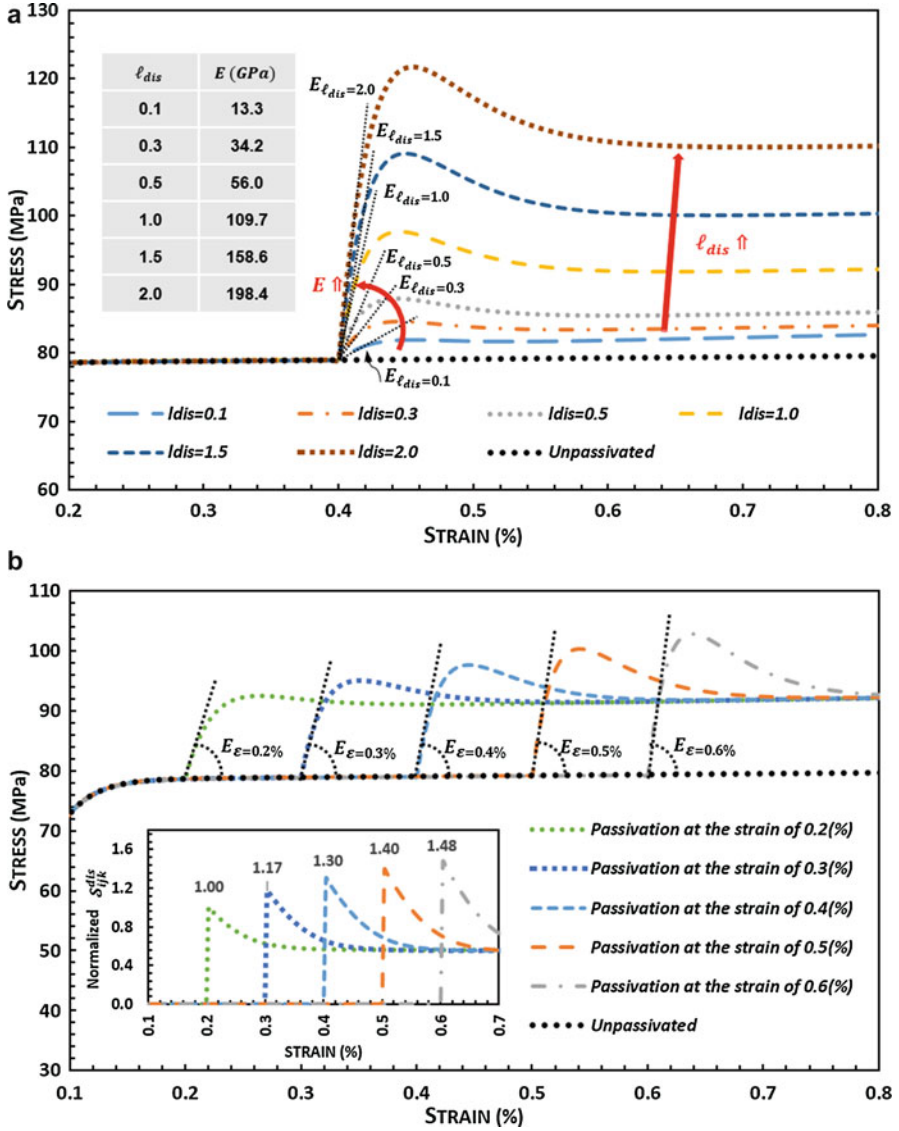 a
130
120
110
100
90
80
70
60
STRESS (MPa)
ℓdis E (GPa)
0.1 13.3
0.3 34.2
0.5 56.0
1.0 109.7
1.5 158.6
2.0 198.4
Eℓdis=2.0
Eℓdis=1.5
Eℓdis=1.0
Eℓdis=0.5
Eℓdis=0.3
Eℓdis=0.1
E ⇑
ℓdis ⇑
ldis=0.1 ldis=0.3 ldis=0.5 ldis=1.0
ldis=1.5 ldis=2.0 Unpassivated
0.2 0.3 0.4 0.5 0.6 0.7 0.8
STRAIN (%)
b
110
100
90
80
70
60
50
40
30
STRESS (MPa)
Eε=0.2% Eε=0.3% Eε=0.4% Eε=0.5% Eε=0.6%
Passivation at the strain of 0.2(%)
Passivation at the strain of 0.3(%)
Passivation at the strain of 0.4(%)
Passivation at the strain of 0.5(%)
Passivation at the strain of 0.6(%)
Unpassivated
Normalized 𝒮ijk^dis
1.6
1.2
0.8
0.4
0.0
1.00 1.17 1.30 1.40 1.48
0.1 0.2 0.3 0.4 0.5 0.6 0.7
STRAIN (%)
0.1 0.2 0.3 0.4 0.5 0.6 0.7 0.8
STRAIN (%)